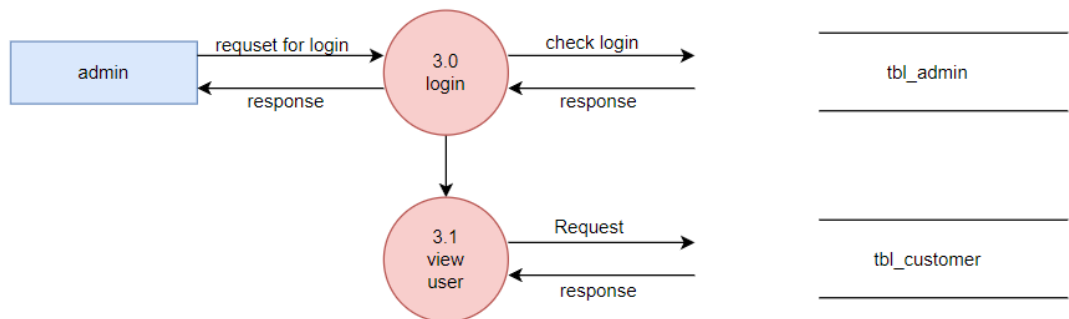 requset for login
check login
admin
3.0
login
tbl_admin
response
response
3.1
view
user
Request
tbl_customer
response